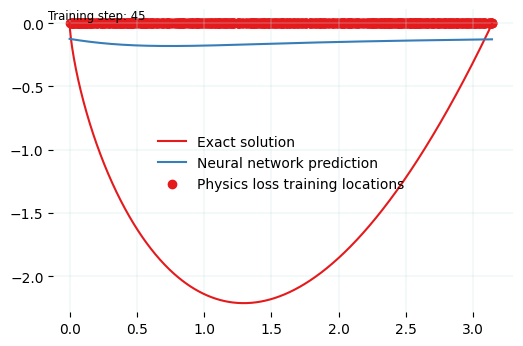 Training step: 45
0.0
−0.5
−1.0
−1.5
−2.0
Exact solution
Neural network prediction
Physics loss training locations
0.0 0.5 1.0 1.5 2.0 2.5 3.0